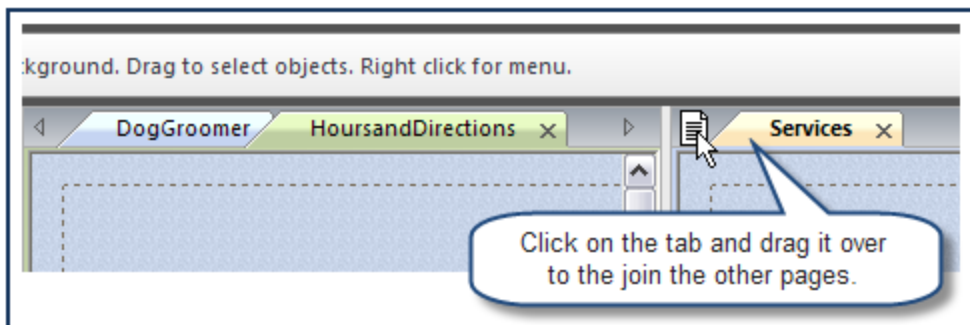 kground. Drag to select objects. Right click for menu.
DogGroomer HoursandDirections Services
Click on the tab and drag it over
to the join the other pages.